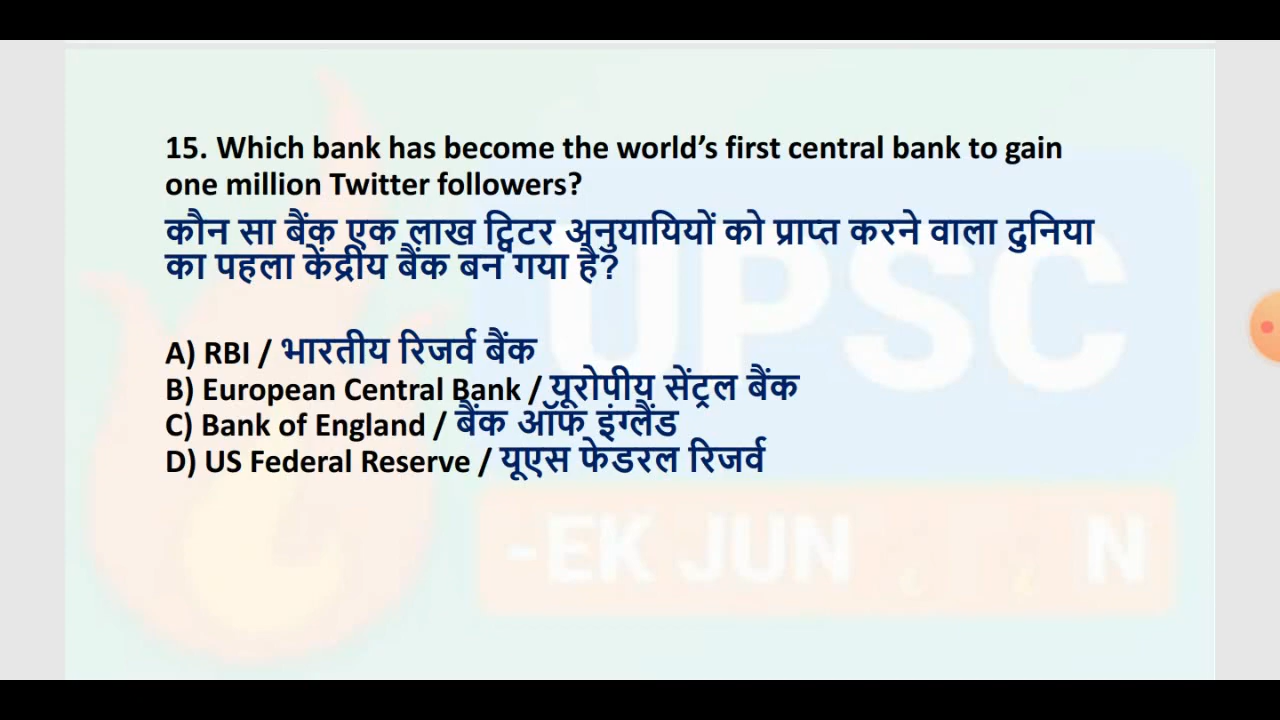 15. Which bank has become the world’s first central bank to gain
one million Twitter followers?
कौन सा बैंक एक लाख ट्विटर अनुयायियों को प्राप्त करने वाला दुनिया
का पहला केंद्रीय बैंक बन गया है?
A) RBI / भारतीय रिजर्व बैंक
B) European Central Bank / यूरोपीय सेंट्रल बैंक
C) Bank of England / बैंक ऑफ इंग्लैंड
D) US Federal Reserve / यूएस फेडरल रिजर्व
UPSC
-EK JUN N